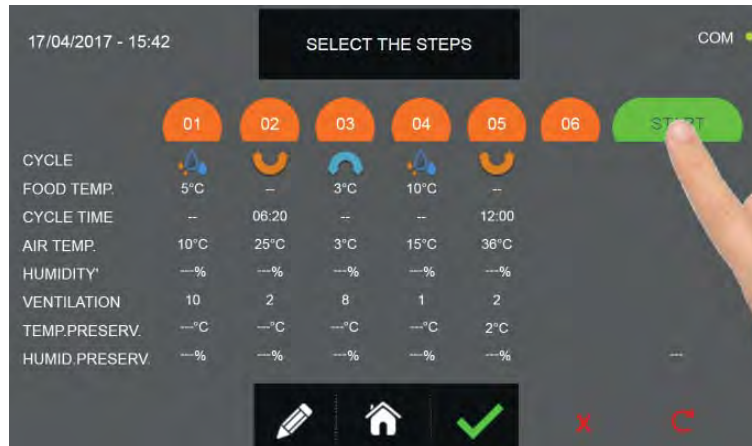 17/04/2017 - 15:42
SELECT THE STEPS
COM
01 02 03 04 05 06 START
CYCLE
FOOD TEMP. 5°C -- 3°C 10°C --
CYCLE TIME -- 06:20 -- -- 12:00
AIR TEMP. 10°C 25°C 3°C 15°C 36°C
HUMIDITY' ---% ---% ---% ---% ---%
VENTILATION 10 2 8 1 2
TEMP.PRESERV. ---°C ---°C ---°C ---°C 2°C
HUMID.PRESERV. ---% ---% ---% ---% ---% ---
X